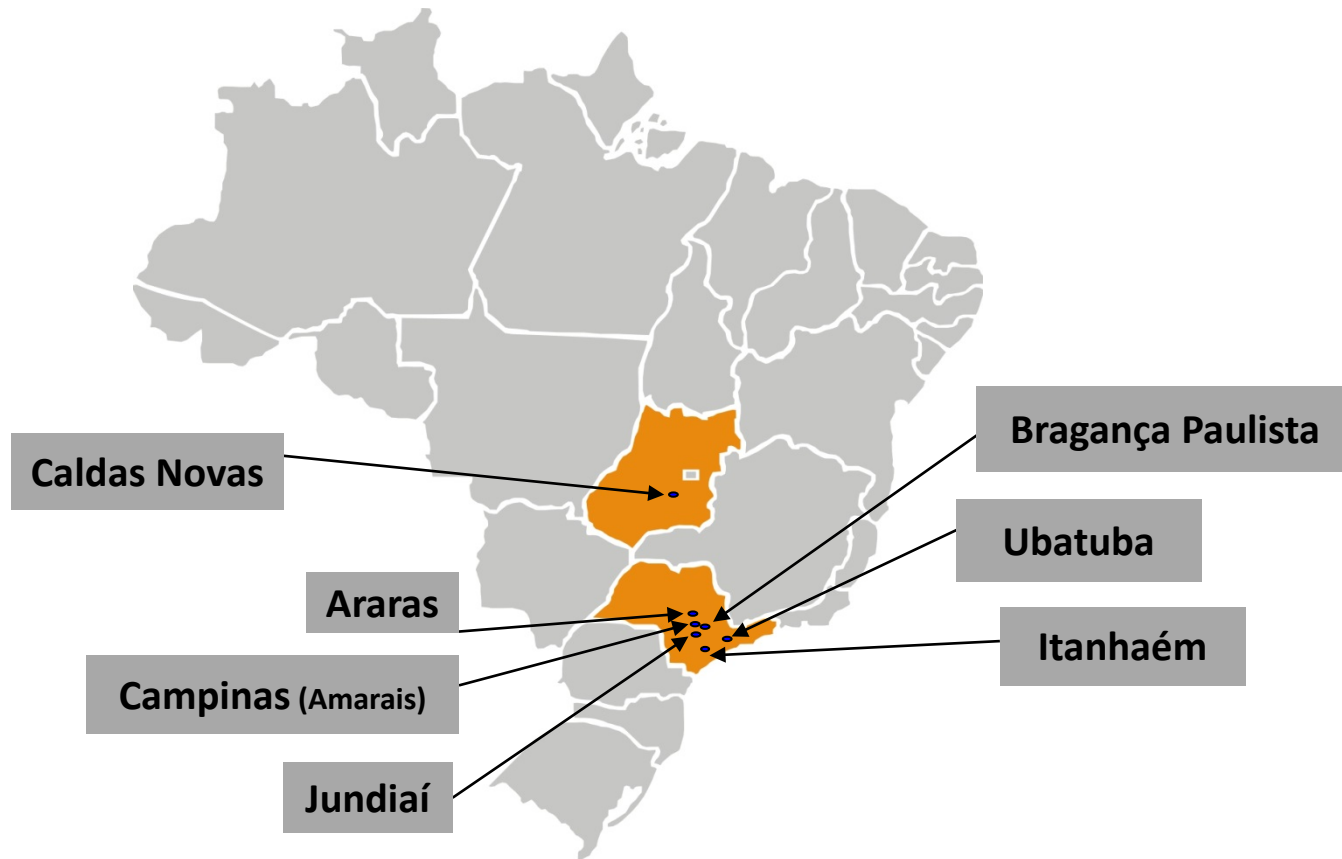 Bragança Paulista
Caldas Novas
Ubatuba
Araras
Itanhaém
Campinas (Amarais)
Jundiaí